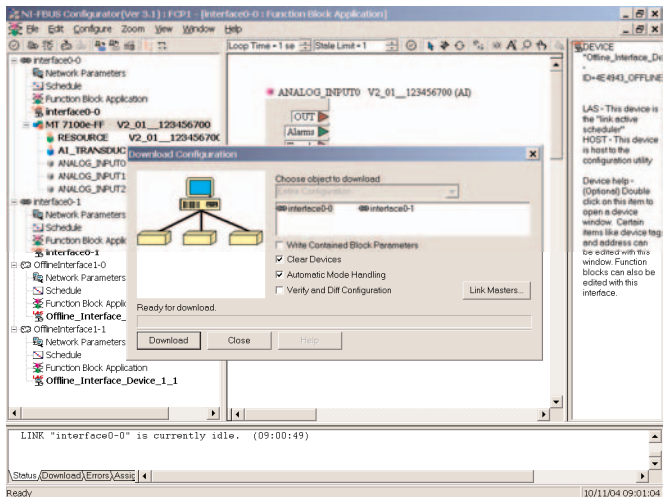 NI-FBUS Configurator(Ver 3.1) : FCP1 - [interface0-0 : Function Block Application]
File Edit Configure Zoom View Window Help
Loop Time = 1 se Stale Limit = 1
interface0-0
Network Parameters
Schedule
Function Block Application
interface0-0
MT 7100e-FF V2_01__123456700
RESOURCE V2_01__12345670C
AI_TRANSDUC
ANALOG_INPUT0
ANALOG_INPUT1
ANALOG_INPUT2
interface0-1
Network Parameters
Schedule
Function Block Appli
interface0-1
OfflineInterface1-0
Network Parameters
Schedule
Function Block Appli
Offline_Interface_
OfflineInterface1-1
Network Parameters
Schedule
Function Block Application
Offline_Interface_Device_1_1
ANALOG_INPUT0 V2_01__123456700 (AI)
OUT
Alarms
Download Configuration
Choose object to download
Entire Configuration
interface0-0 interface0-1
Write Contained Block Parameters
Clear Devices
Automatic Mode Handling
Verify and Diff Configuration
Link Masters...
Ready for download.
Download Close Help
DEVICE
"Offline_Interface_De
-
ID=4E4943_OFFLINE
LAS - This device is
the "link active
scheduler"
HOST - This device
is host to the
configuration utility
Device help -
(Optional) Double
click on this item to
open a device
window. Certain
items like device tag
and address can
be edited with this
window. Function
blocks can also be
edited with this
interface.
LINK "interface0-0" is currently idle. (09:00:49)
Status Download Errors Assig
Ready
10/11/04 09:01:04